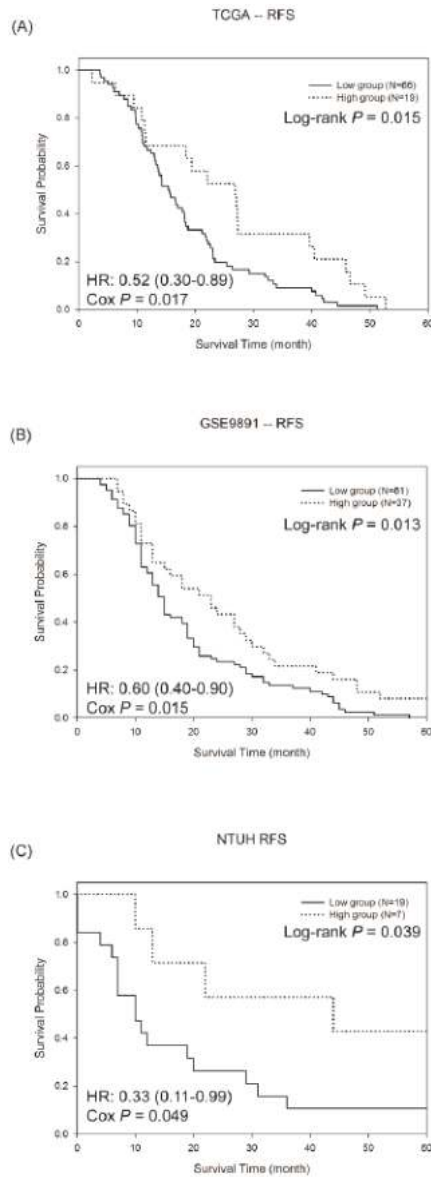 (A)
TCGA -- RFS
Low group (N=66)
High group (N=19)
Log-rank P = 0.015
HR: 0.52 (0.30-0.89)
Cox P = 0.017
Survival Probability
1.0
0.8
0.6
0.4
0.2
0.0
0 10 20 30 40 50 60
Survival Time (month)
(B)
GSE9891 -- RFS
Low group (N=81)
High group (N=37)
Log-rank P = 0.013
HR: 0.60 (0.40-0.90)
Cox P = 0.015
Survival Probability
1.0
0.8
0.6
0.4
0.2
0.0
0 10 20 30 40 50 60
Survival Time (month)
(C)
NTUH RFS
Low group (N=19)
High group (N=7)
Log-rank P = 0.039
HR: 0.33 (0.11-0.99)
Cox P = 0.049
Survival Probability
1.0
0.8
0.6
0.4
0.2
0.0
0 10 20 30 40 50 60
Survival Time (month)